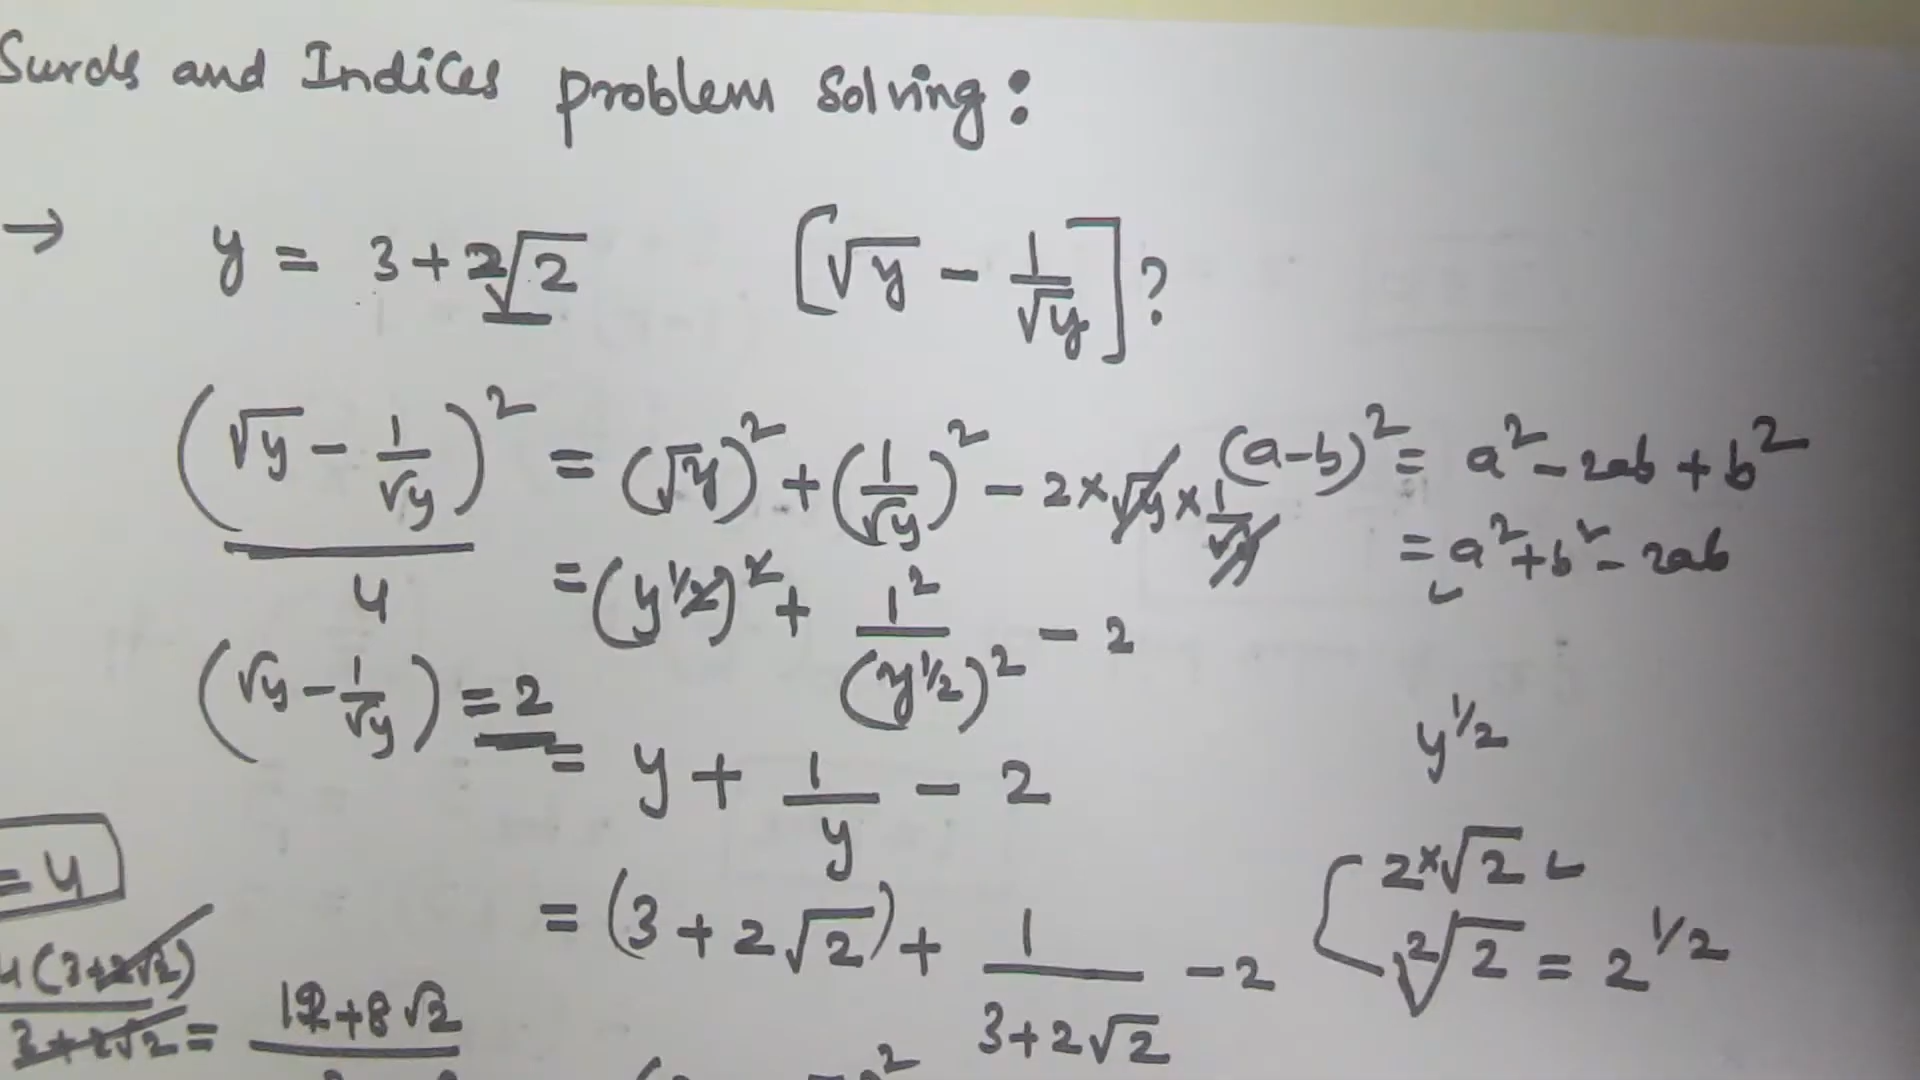 Surds and Indices problem solving:
→ y = 3+2√2 [√y - 1/√y]?
(√y - 1/√y)² = (√y)² + (1/√y)² - 2×√y×1/√y
(a-b)² = a² - 2ab + b²
= a² + b² - 2ab
4
= (y^1/2)² + 1²/(y^1/2)² - 2
(√y - 1/√y) = 2
= y + 1/y - 2
y^1/2
= 4
= (3+2√2) + 1/(3+2√2) - 2
2×√2
²√2 = 2^1/2
4(3+2√2)/3+2√2 = 12+8√2